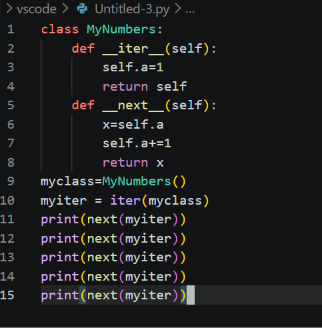 vscode > Untitled-3.py > ...
1 class MyNumbers:
2     def __iter__(self):
3         self.a=1
4         return self
5     def __next__(self):
6         x=self.a
7         self.a+=1
8         return x
9 myclass=MyNumbers()
10 myiter = iter(myclass)
11 print(next(myiter))
12 print(next(myiter))
13 print(next(myiter))
14 print(next(myiter))
15 print(next(myiter))